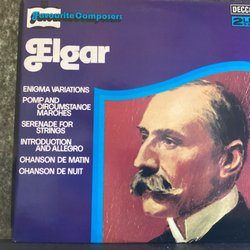 Favourite Composers
Elgar
DECCA
ENIGMA VARIATIONS
POMP AND
CIRCUMSTANCE
MARCHES
SERENADE FOR
STRINGS
INTRODUCTION
AND ALLEGRO
CHANSON DE MATIN
CHANSON DE NUIT